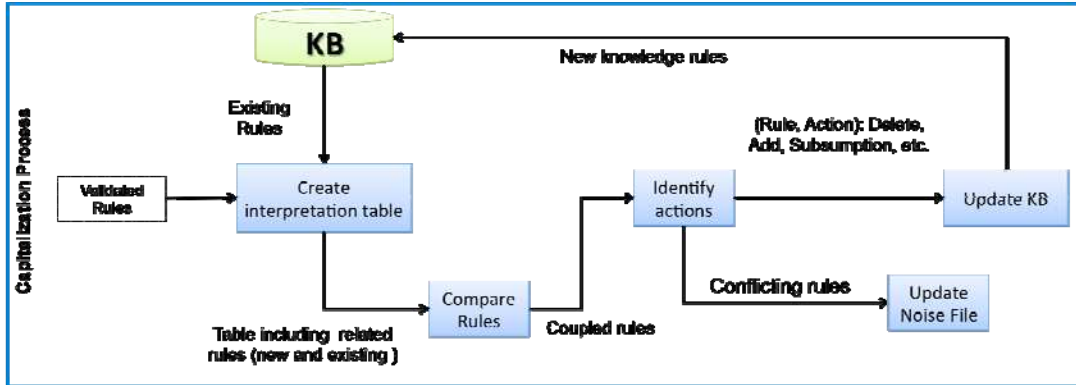 KB
New knowledge rules
Existing
Rules
(Rule, Action): Delete,
Add, Subsumption, etc.
Capitalization Process
Validated
Rules
Create
interpretation table
Identify
actions
Update KB
Conflicting rules
Compare
Rules
Update
Noise File
Table including related
rules (new and existing )
Coupled rules